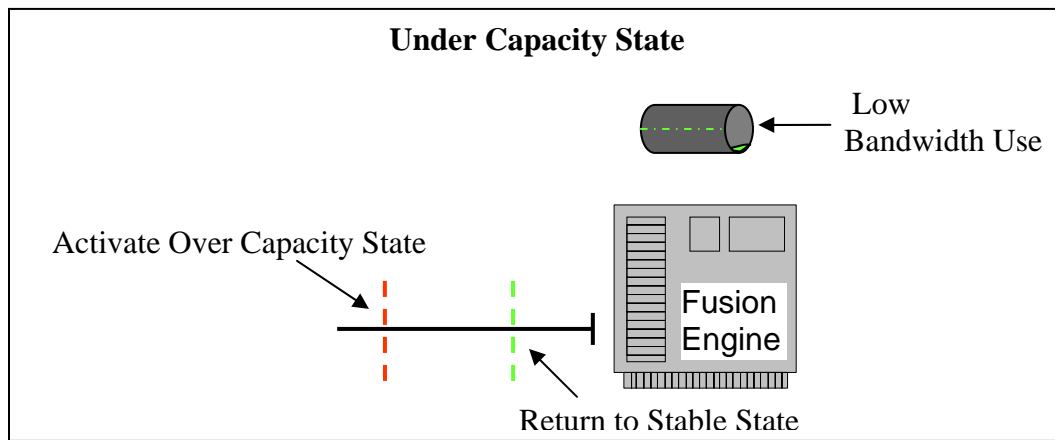 Under Capacity State
Low
Bandwidth Use
Activate Over Capacity State
Fusion
Engine
Return to Stable State